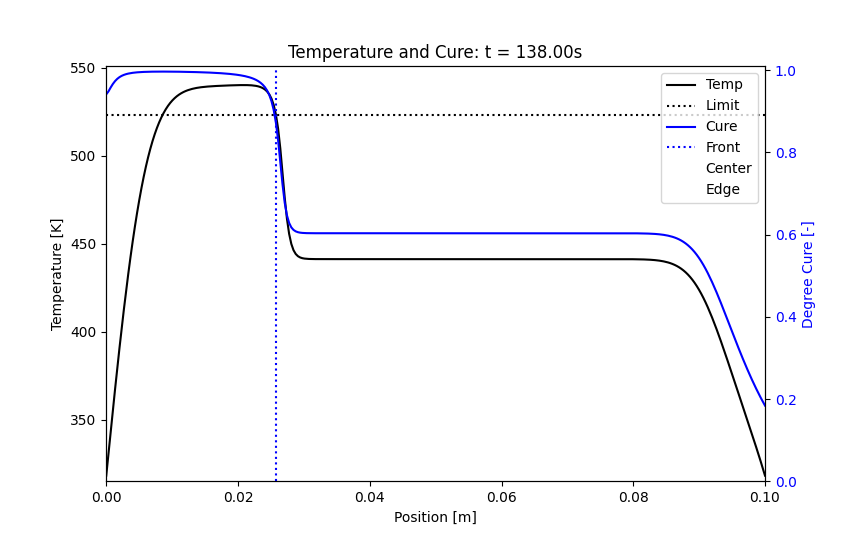 Temperature and Cure: t = 138.00s
550
500
450
400
350
Temperature [K]
1.0
0.8
0.6
0.4
0.2
0.0
Degree Cure [-]
Temp
Limit
Cure
Front
Center
Edge
0.00
0.02
0.04
0.06
0.08
0.10
Position [m]